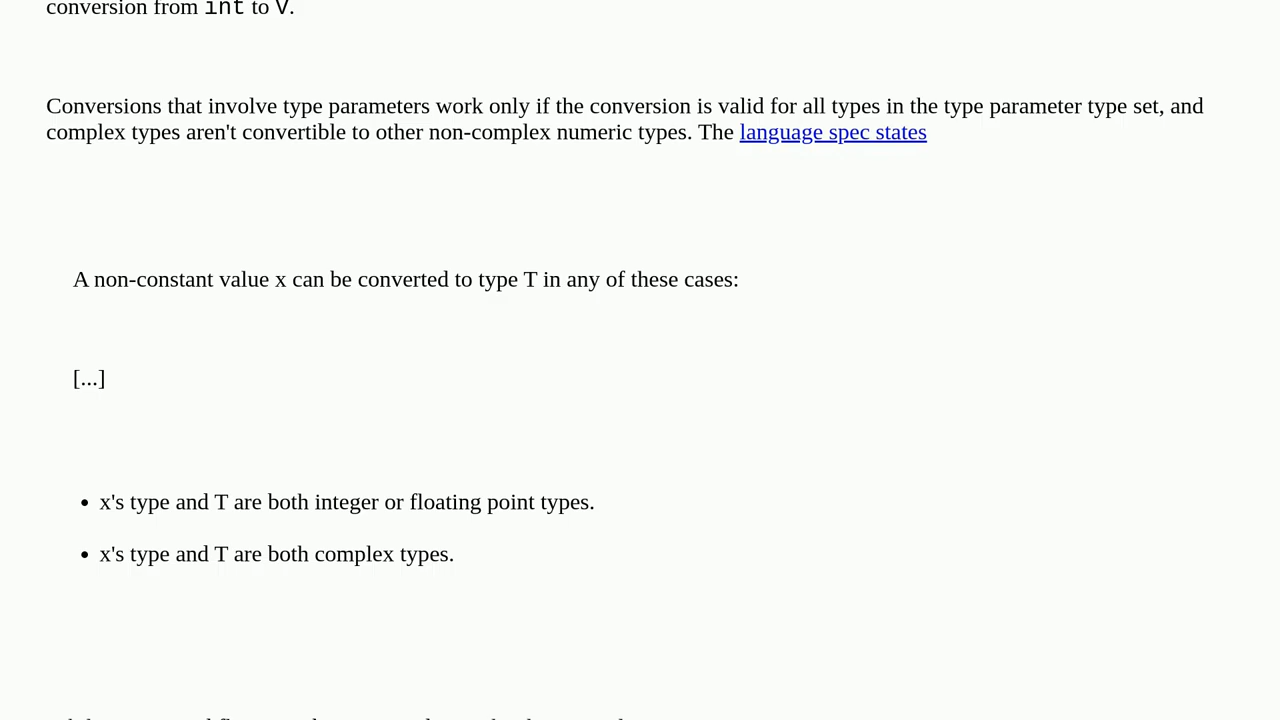 conversion from int to V.
Conversions that involve type parameters work only if the conversion is valid for all types in the type parameter type set, and
complex types aren't convertible to other non-complex numeric types. The language spec states
A non-constant value x can be converted to type T in any of these cases:
[...]
• x's type and T are both integer or floating point types.
• x's type and T are both complex types.